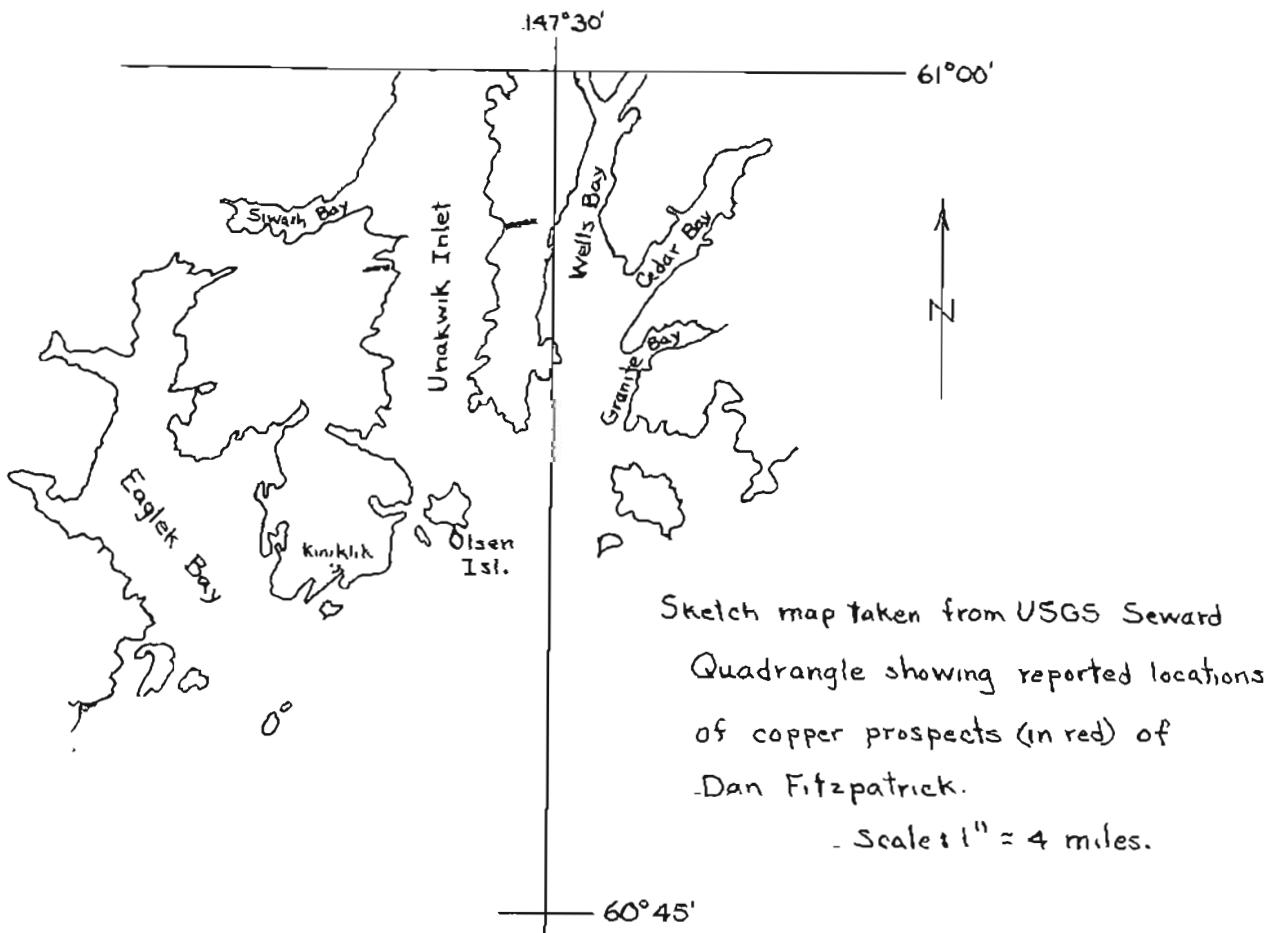 147°30'
61°00'
Siwash Bay
Unakwik Inlet
Wells Bay
Cedar Bay
N
Granite Bay
Eaglek Bay
Kiniklik
Olsen
Isl.
Sketch map taken from USGS Seward
Quadrangle showing reported locations
of copper prospects (in red) of
Dan Fitzpatrick.
Scale: 1" = 4 miles.
60°45'